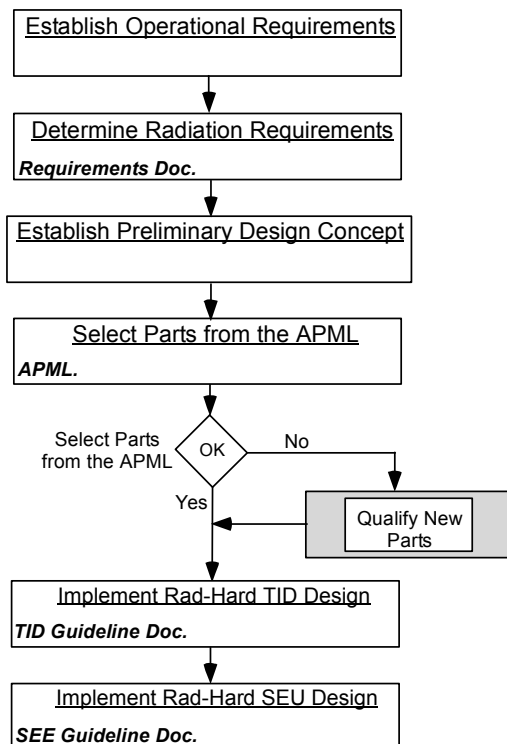 Establish Operational Requirements
Determine Radiation Requirements
Requirements Doc.
Establish Preliminary Design Concept
Select Parts from the APML
APML.
Select Parts
from the APML
OK
No
Yes
Qualify New
Parts
Implement Rad-Hard TID Design
TID Guideline Doc.
Implement Rad-Hard SEU Design
SEE Guideline Doc.